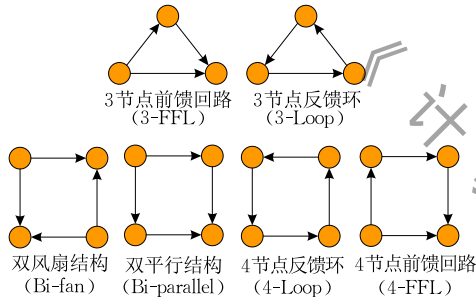 3节点前馈回路 3节点反馈环
(3-FFL) (3-Loop)
《计
双风扇结构 双平行结构 4节点反馈环 4节点前馈回路
(Bi-fan) (Bi-parallel) (4-Loop) (4-FFL)